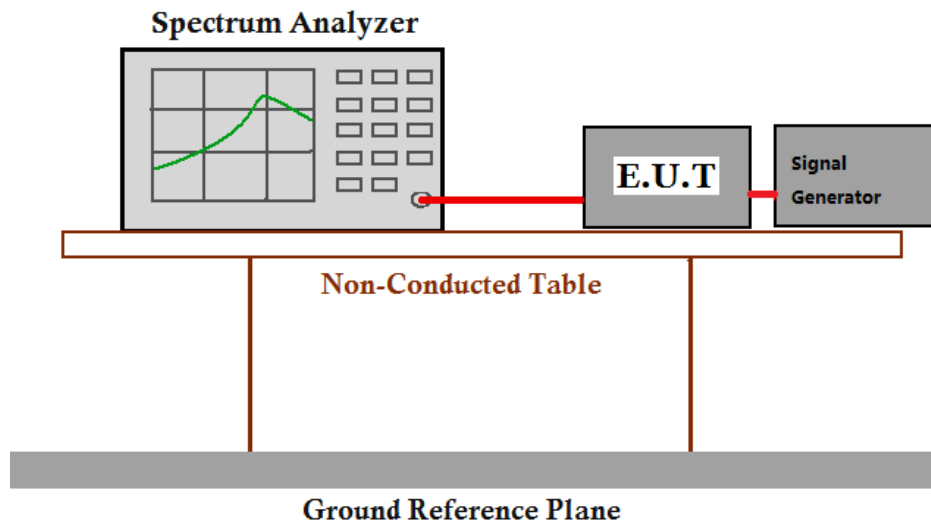 Spectrum Analyzer
E.U.T
Signal
Generator
Non-Conducted Table
Ground Reference Plane